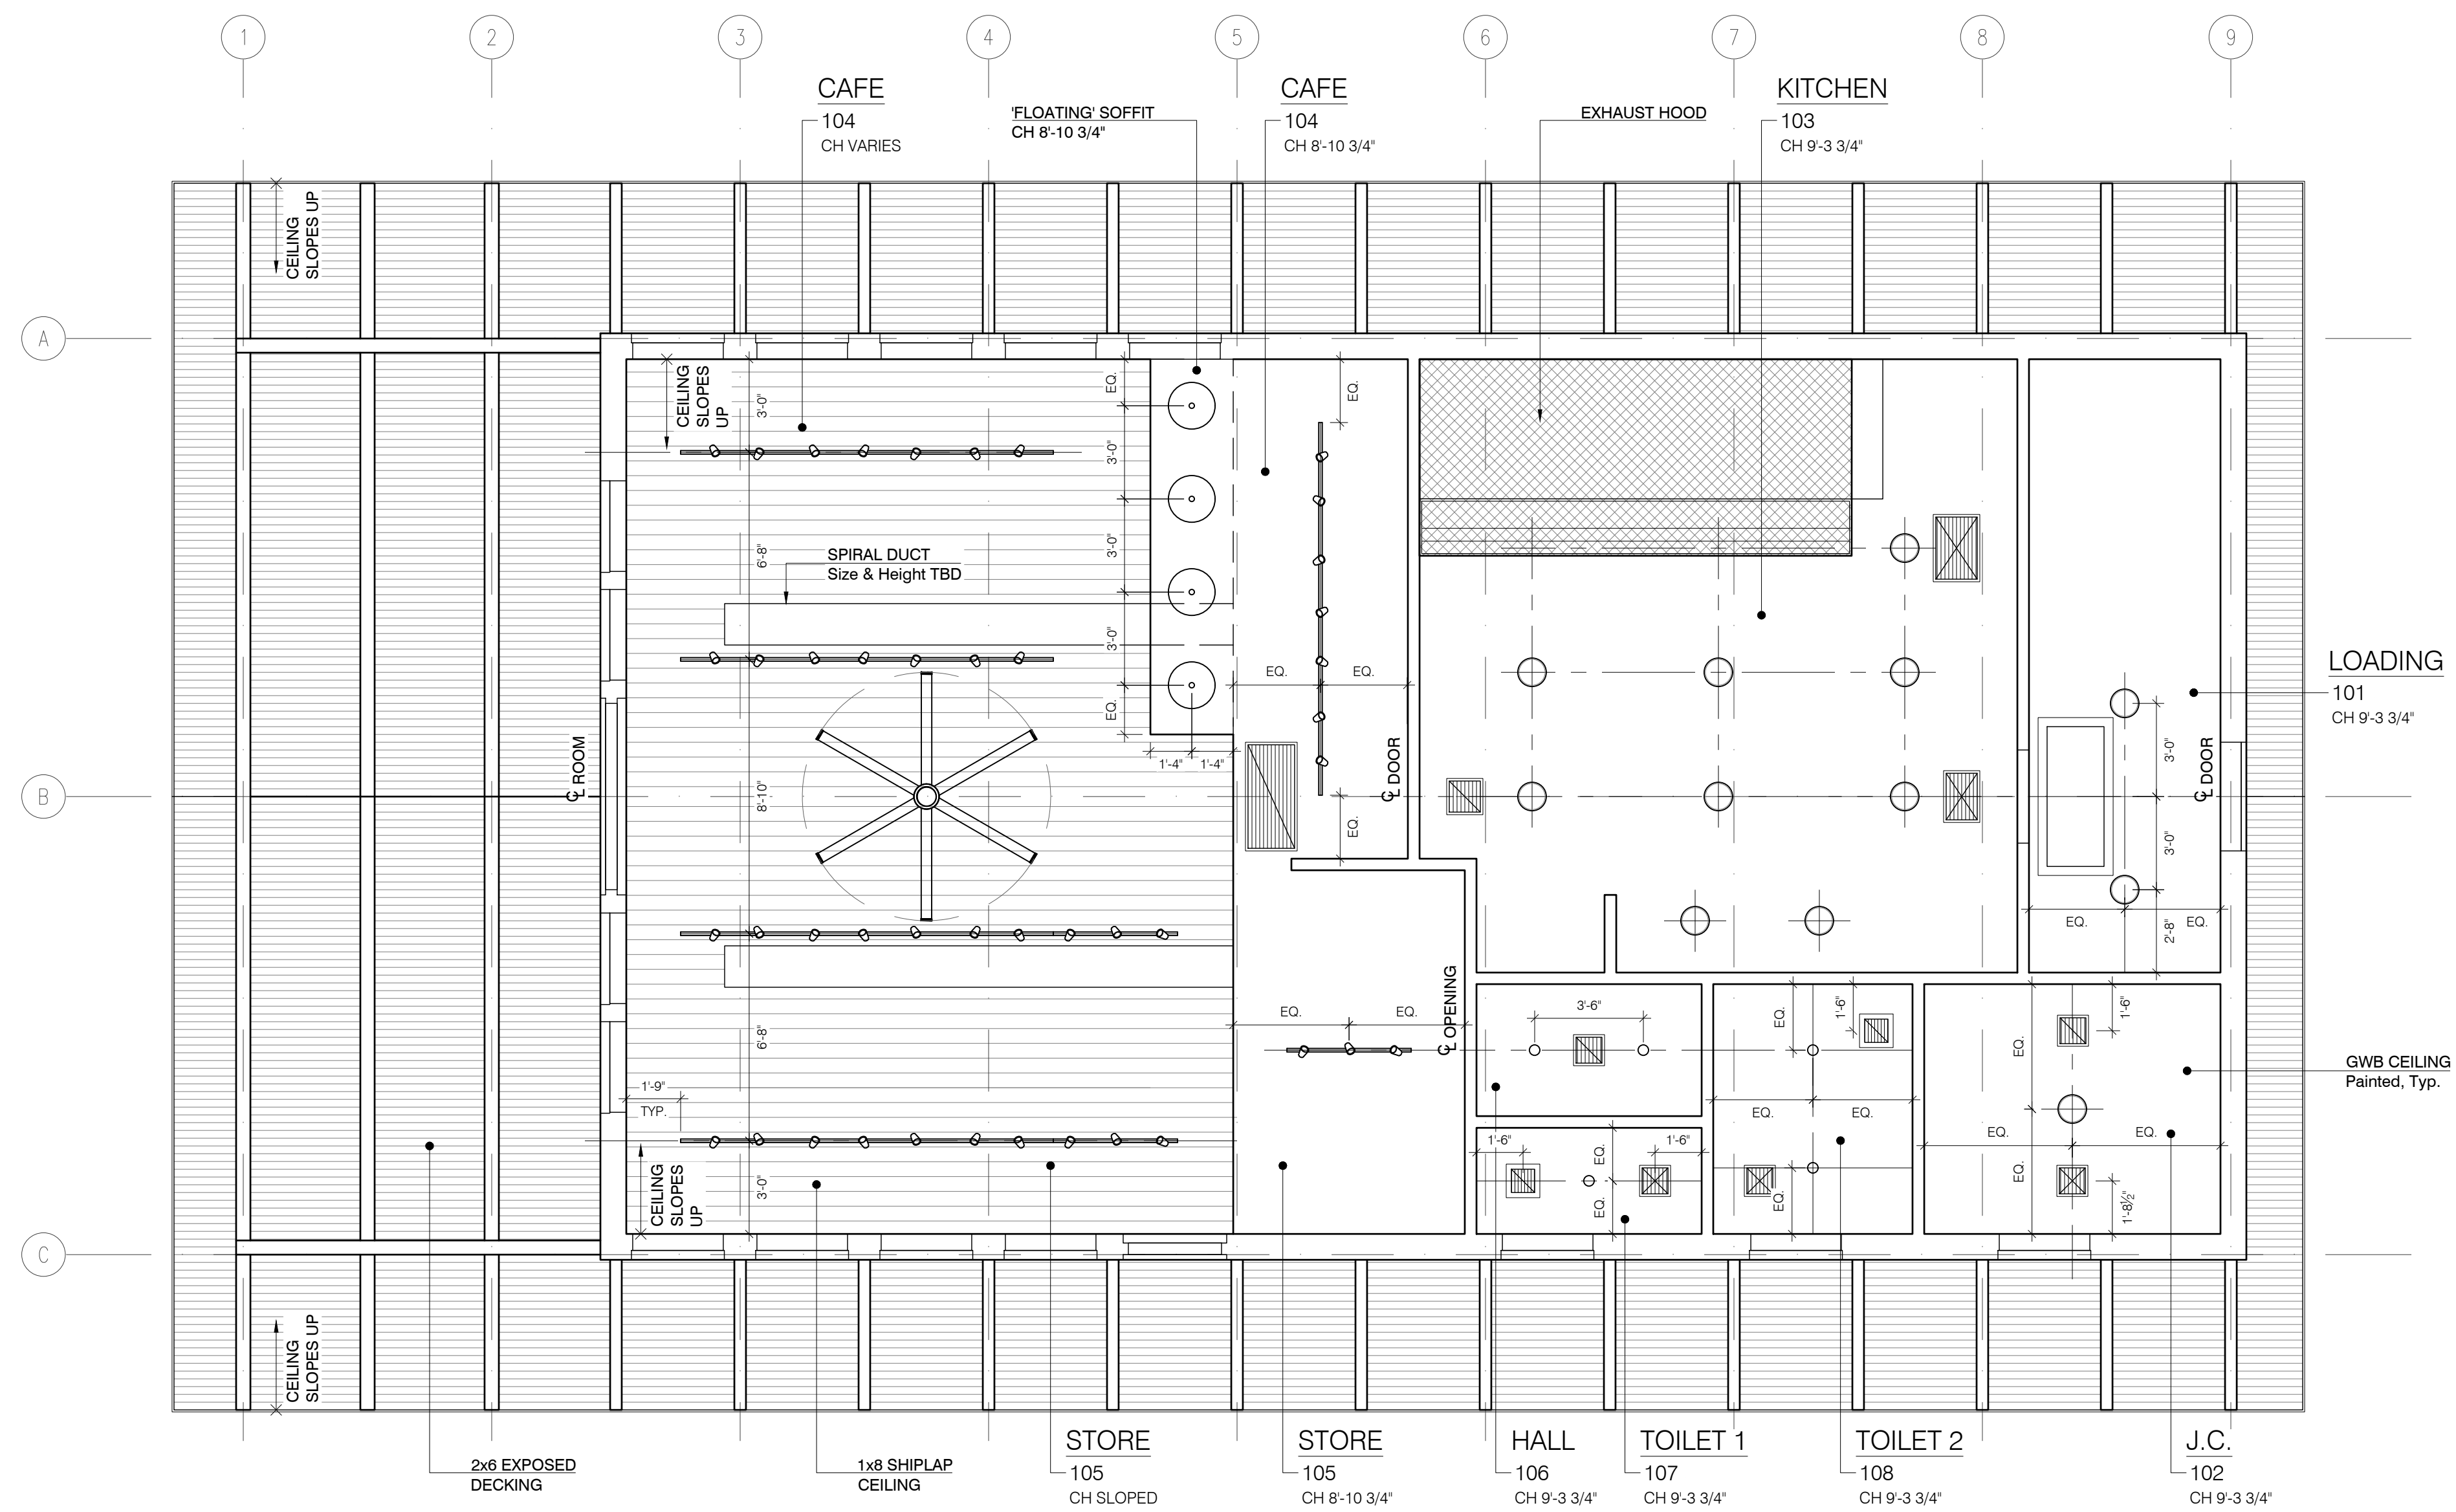 1
2
3
4
5
6
7
8
9
CAFE
104
CH VARIES
'FLOATING' SOFFIT
CH 8'-10 3/4"
CAFE
104
CH 8'-10 3/4"
EXHAUST HOOD
KITCHEN
103
CH 9'-3 3/4"
CEILING
SLOPES UP
A
CEILING
SLOPES
UP
3'-0"
EQ.
EQ.
3'-0"
6'-8"
3'-0"
SPIRAL DUCT
Size & Height TBD
3'-0"
EQ.
EQ.
EQ.
LOADING
101
CH 9'-3 3/4"
℄ ROOM
1'-4"
1'-4"
℄ DOOR
3'-0"
℄ DOOR
B
8'-10"
EQ.
3'-0"
EQ.
EQ.
2'-8"
℄ OPENING
EQ.
EQ.
6'-8"
3'-6"
EQ.
1'-6"
EQ.
1'-6"
GWB CEILING
Painted, Typ.
1'-9"
TYP.
EQ.
EQ.
EQ.
EQ.
1'-6"
EQ.
1'-6"
CEILING
SLOPES
UP
3'-0"
EQ.
EQ.
EQ.
1'-8½"
C
CEILING
SLOPES UP
2x6 EXPOSED
DECKING
1x8 SHIPLAP
CEILING
STORE
105
CH SLOPED
STORE
105
CH 8'-10 3/4"
HALL
106
CH 9'-3 3/4"
TOILET 1
107
CH 9'-3 3/4"
TOILET 2
108
CH 9'-3 3/4"
J.C.
102
CH 9'-3 3/4"